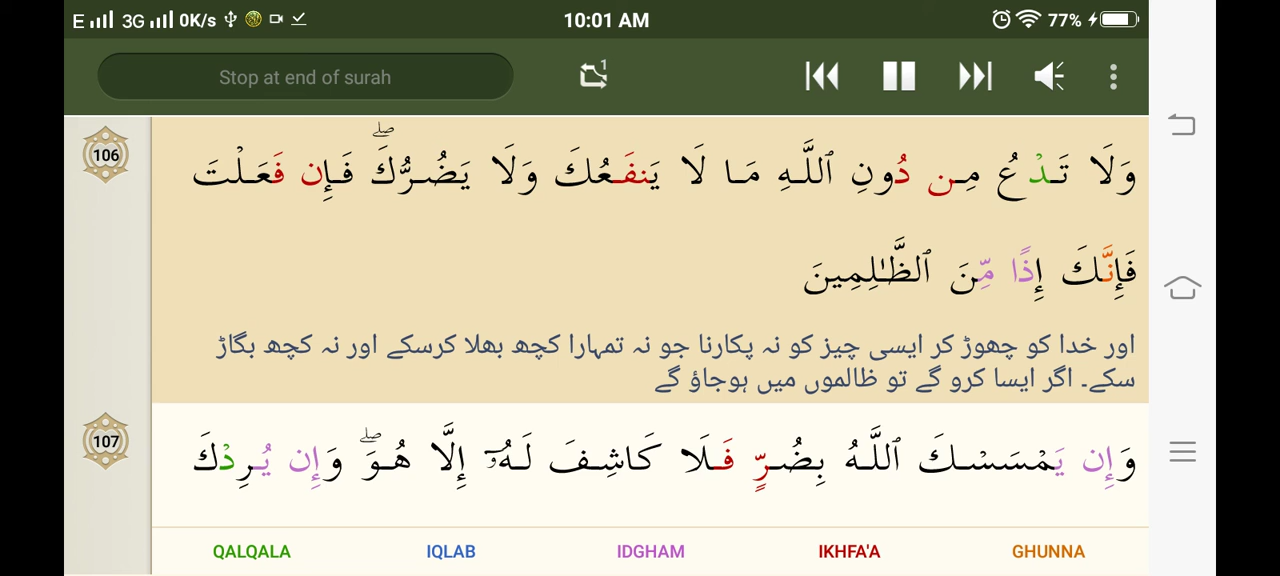 E 3G 0K/s 10:01 AM 77%
Stop at end of surah 1
106
وَلَا تَدْعُ مِن دُونِ ٱللَّهِ مَا لَا يَنفَعُكَ وَلَا يَضُرُّكَ ۖ فَإِن فَعَلْتَ
فَإِنَّكَ إِذًا مِّنَ ٱلظَّـٰلِمِينَ
اور خدا کو چھوڑ کر ایسی چیز کو نہ پکارنا جو نہ تمہارا کچھ بھلا کرسکے اور نہ کچھ بگاڑ
سکے۔ اگر ایسا کرو گے تو ظالموں میں ہوجاؤ گے
107
وَإِن يَمْسَسْكَ ٱللَّهُ بِضُرٍّ فَلَا كَاشِفَ لَهُۥٓ إِلَّا هُوَ ۖ وَإِن يُرِدْكَ
QALQALA IQLAB IDGHAM IKHFA'A GHUNNA